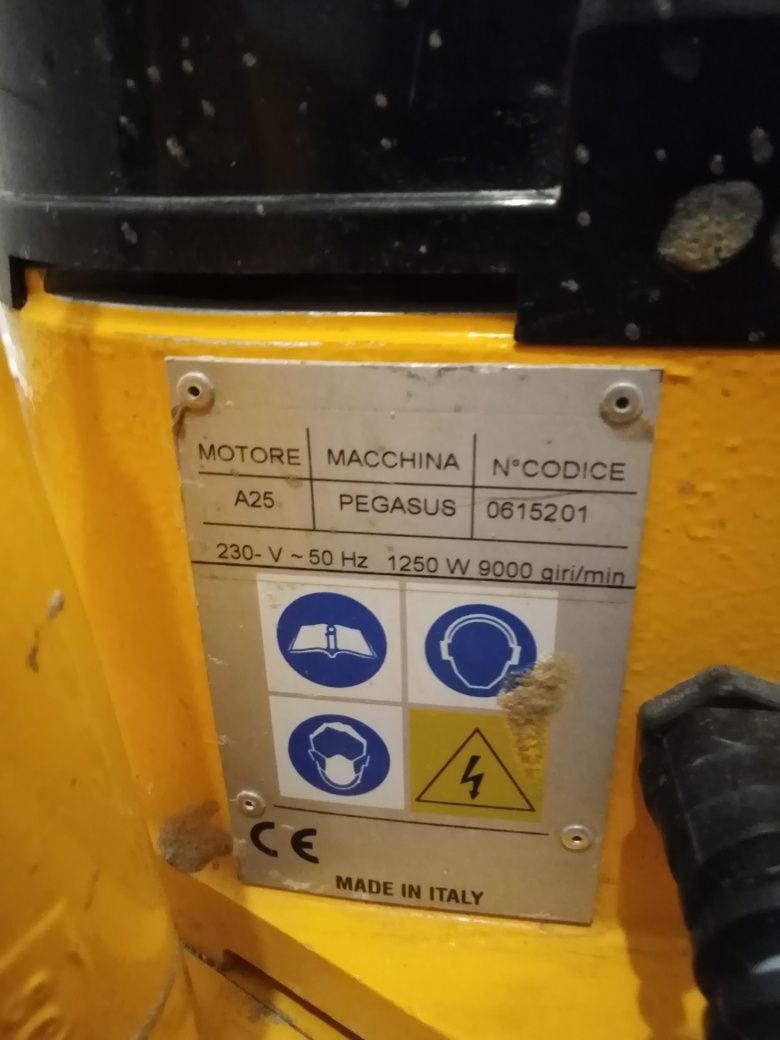 MOTORE MACCHINA N°CODICE
A25 PEGASUS 0615201
230- V ~ 50 Hz 1250 W 9000 giri/min
i
CE
MADE IN ITALY